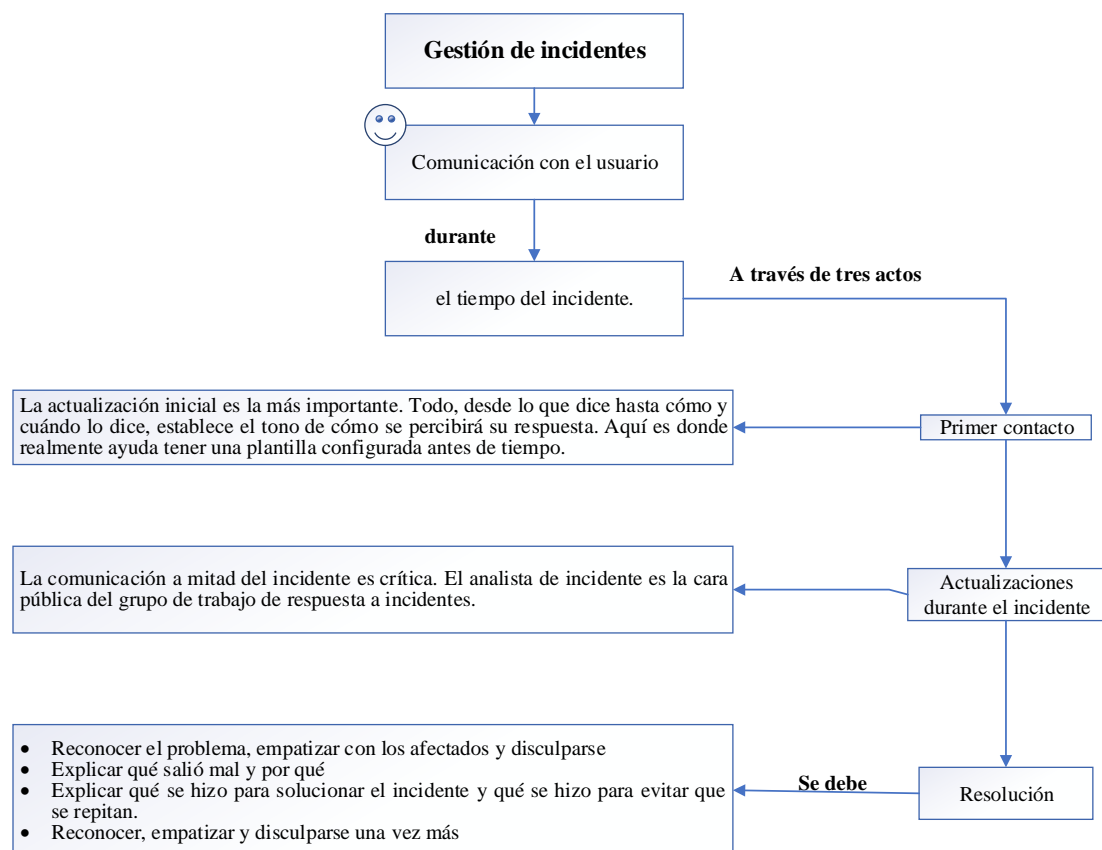 Gestión de incidentes
Comunicación con el usuario
durante
el tiempo del incidente.
A través de tres actos
La actualización inicial es la más importante. Todo, desde lo que dice hasta cómo y
cuándo lo dice, establece el tono de cómo se percibirá su respuesta. Aquí es donde
realmente ayuda tener una plantilla configurada antes de tiempo.
Primer contacto
La comunicación a mitad del incidente es crítica. El analista de incidente es la cara
pública del grupo de trabajo de respuesta a incidentes.
Actualizaciones
durante el incidente
• Reconocer el problema, empatizar con los afectados y disculparse
• Explicar qué salió mal y por qué
• Explicar qué se hizo para solucionar el incidente y qué se hizo para evitar que
se repitan.
• Reconocer, empatizar y disculparse una vez más
Se debe
Resolución